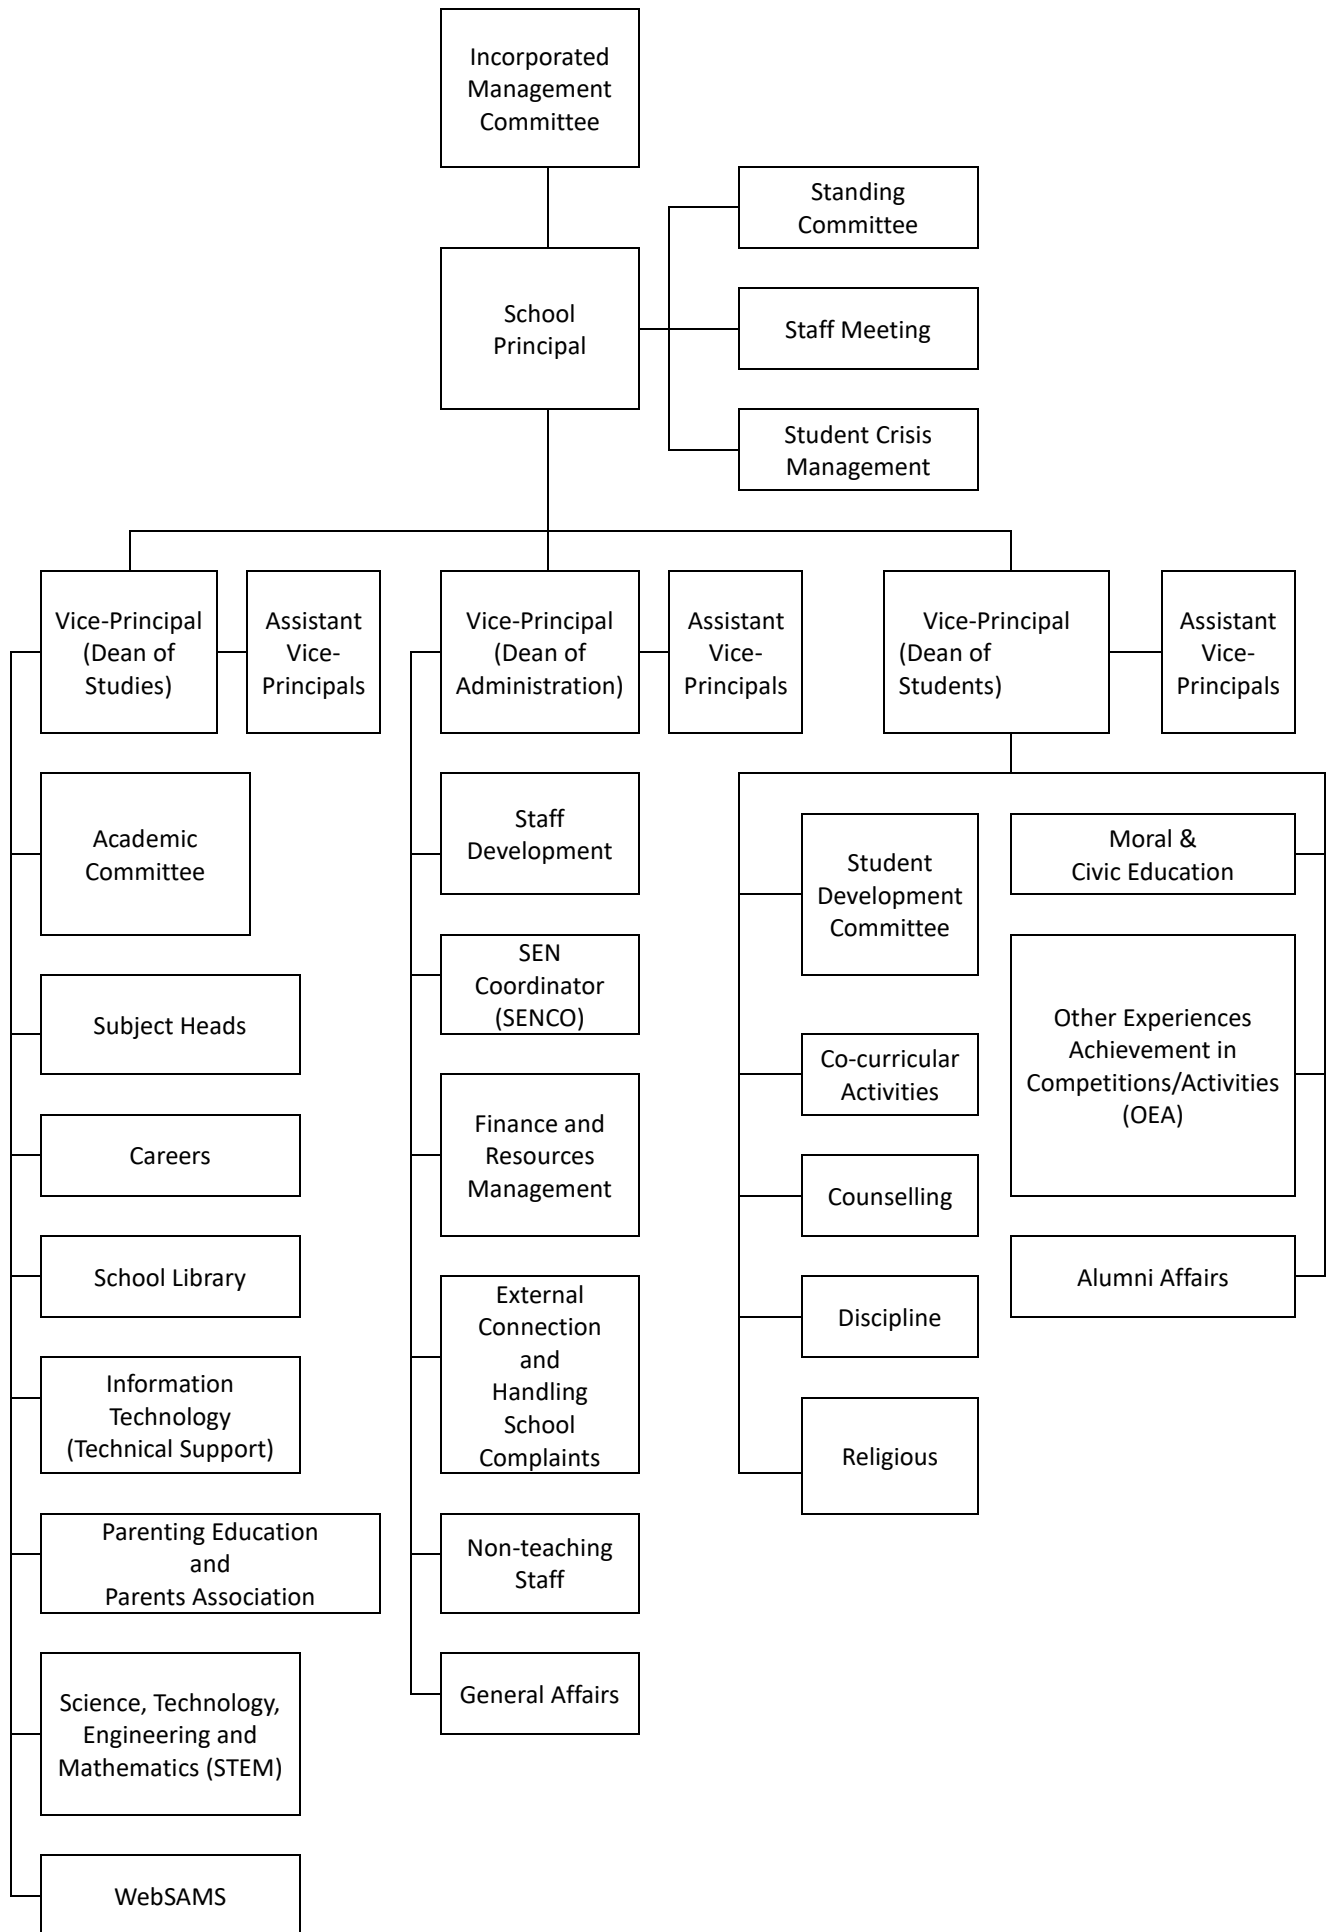 Incorporated
Management
Committee
Standing
Committee
School
Principal
Staff Meeting
Student Crisis
Management
Vice-Principal
(Dean of
Studies)
Assistant
Vice-
Principals
Vice-Principal
(Dean of
Administration)
Assistant
Vice-
Principals
Vice-Principal
(Dean of
Students)
Assistant
Vice-
Principals
Academic
Committee
Subject Heads
Careers
School Library
Information
Technology
(Technical Support)
Parenting Education
and
Parents Association
Science, Technology,
Engineering and
Mathematics (STEM)
WebSAMS
Staff
Development
SEN
Coordinator
(SENCO)
Finance and
Resources
Management
External
Connection
and
Handling
School
Complaints
Non-teaching
Staff
General Affairs
Student
Development
Committee
Co-curricular
Activities
Counselling
Discipline
Religious
Moral &
Civic Education
Other Experiences
Achievement in
Competitions/Activities
(OEA)
Alumni Affairs